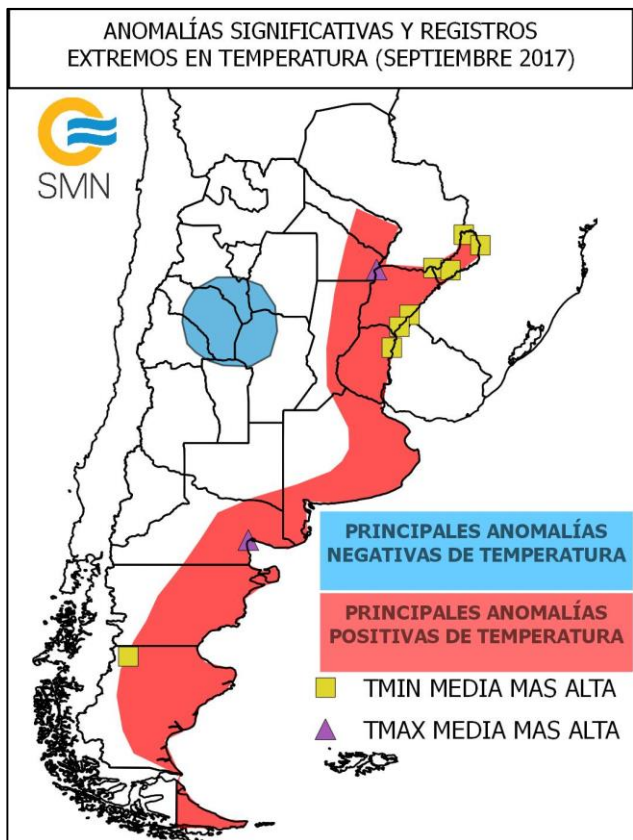 ANOMALÍAS SIGNIFICATIVAS Y REGISTROS
EXTREMOS EN TEMPERATURA (SEPTIEMBRE 2017)
SMN
PRINCIPALES ANOMALÍAS
NEGATIVAS DE TEMPERATURA
PRINCIPALES ANOMALÍAS
POSITIVAS DE TEMPERATURA
TMIN MEDIA MAS ALTA
TMAX MEDIA MAS ALTA